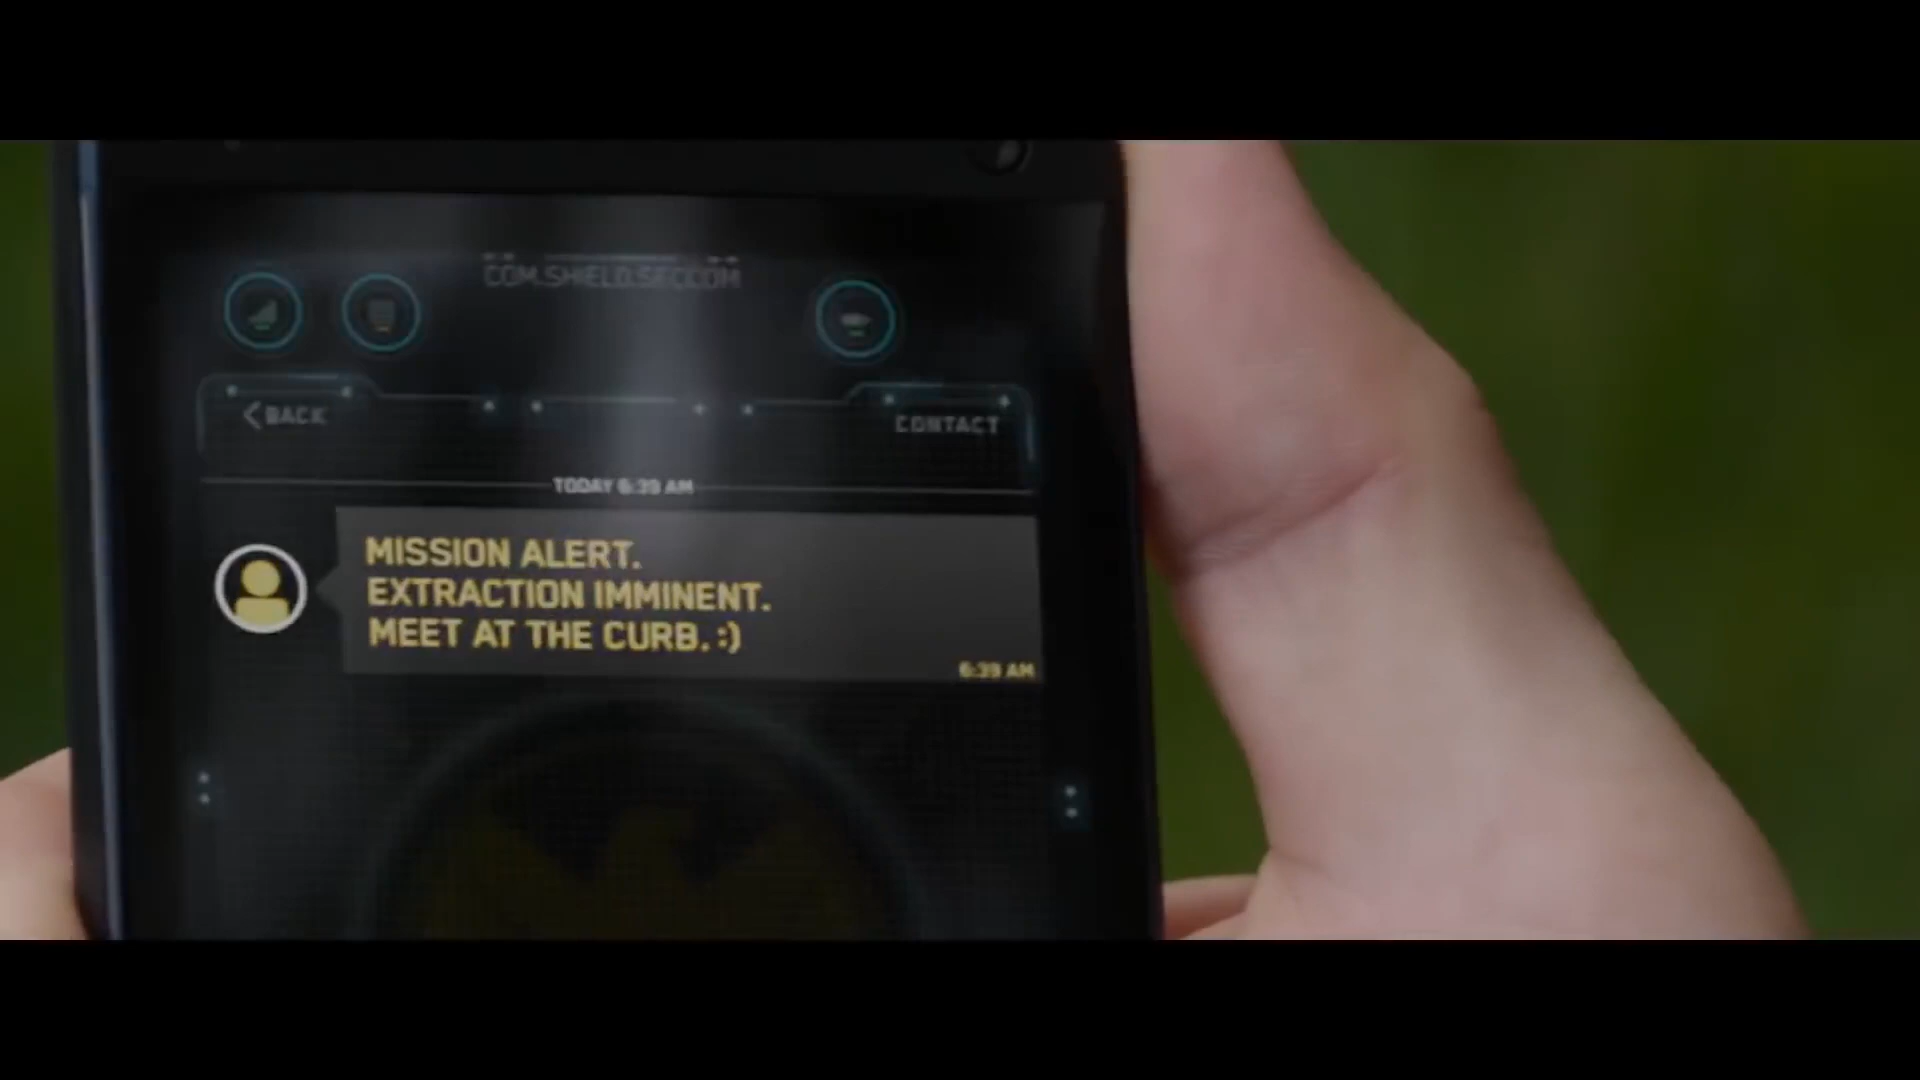 COM.SHIELD.SECCOM
BACK
CONTACT
TODAY 6:39 AM
MISSION ALERT.
EXTRACTION IMMINENT.
MEET AT THE CURB. :)
6:39 AM